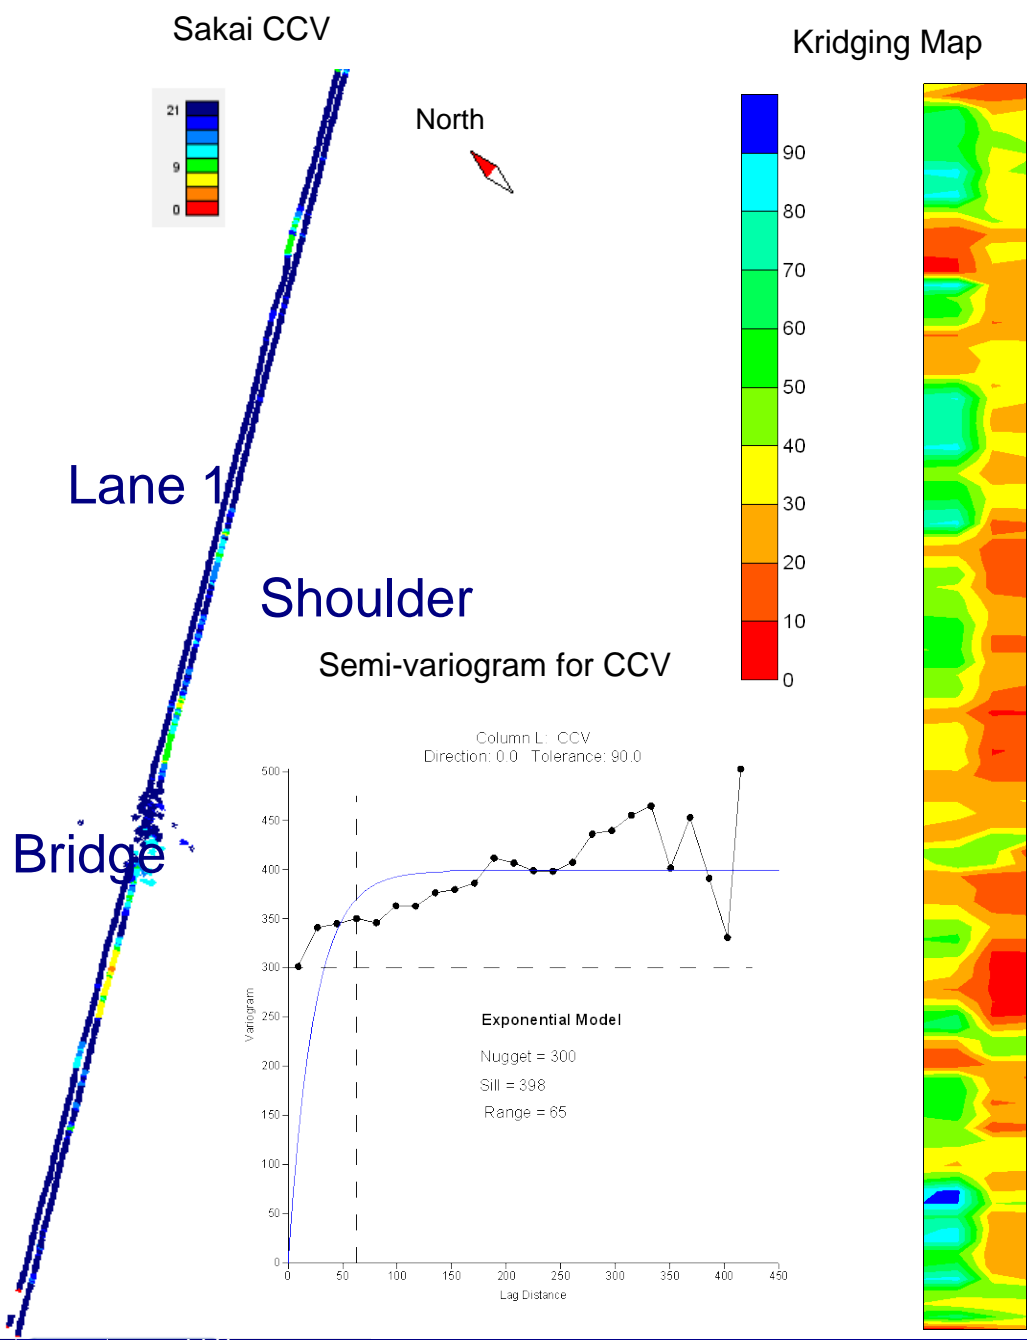 Sakai CCV
Kridging Map
21
9
0
North
90
80
70
60
50
40
30
20
10
0
Lane 1
Shoulder
Bridge
Semi-variogram for CCV
Column L: CCV
Direction: 0.0 Tolerance: 90.0
500
450
400
350
300
250
200
150
100
50
0
Variogram
Exponential Model
Nugget = 300
Sill = 398
Range = 65
0 50 100 150 200 250 300 350 400 450
Lag Distance